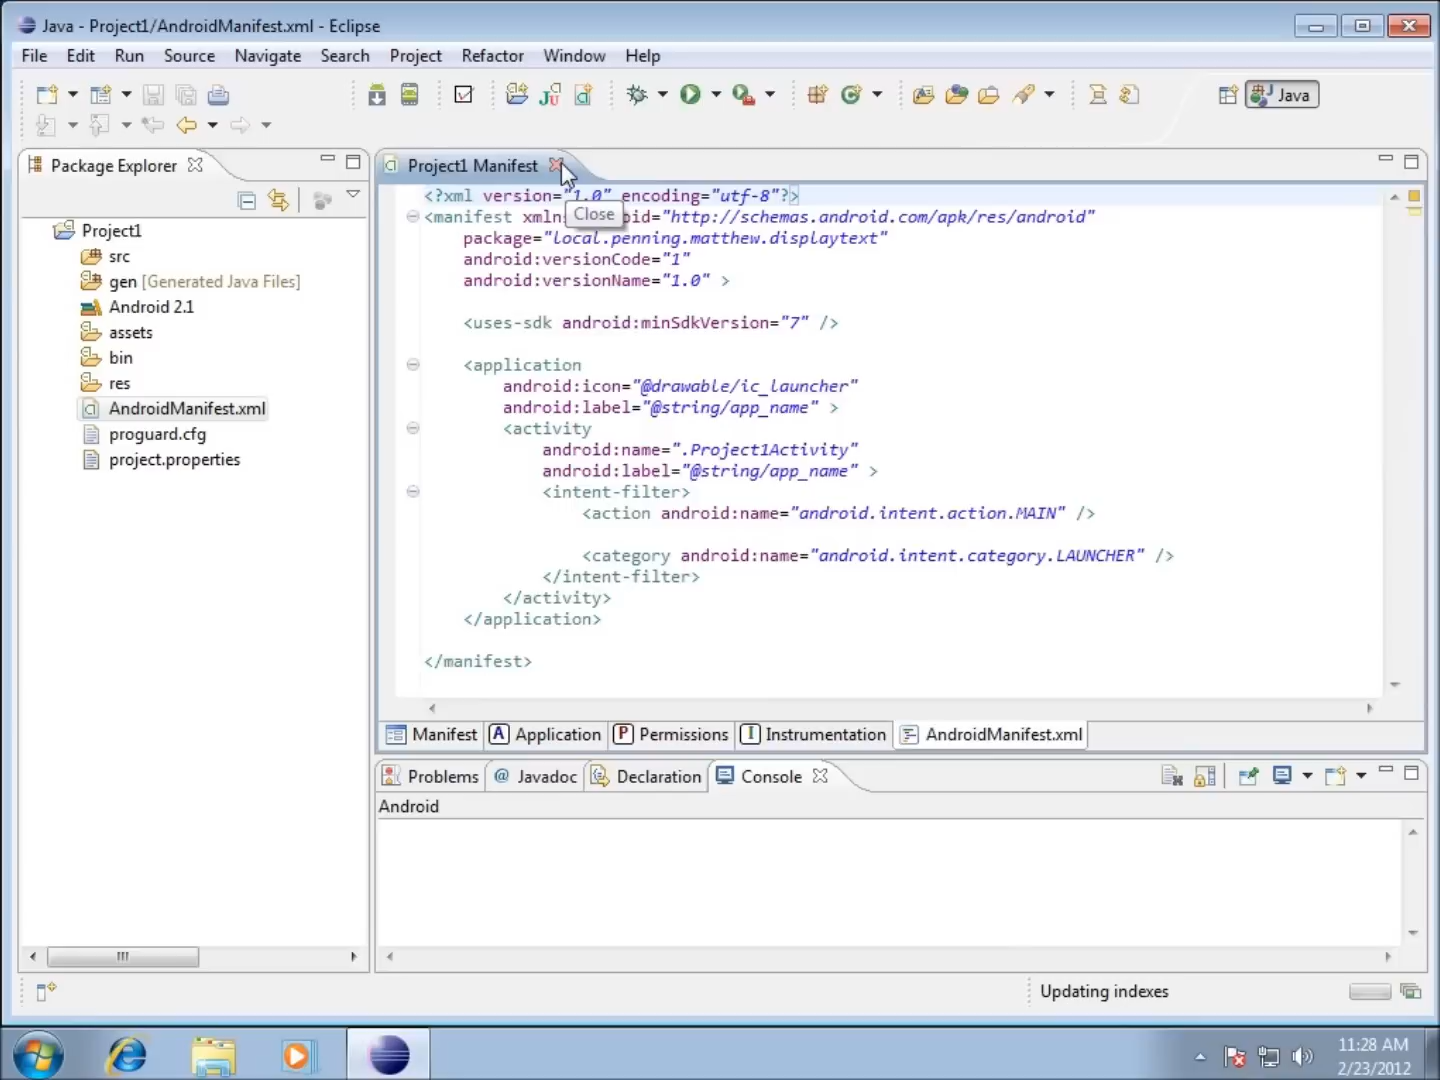 Java - Project1/AndroidManifest.xml - Eclipse
File Edit Run Source Navigate Search Project Refactor Window Help
Java
Package Explorer
Project1
src
gen [Generated Java Files]
Android 2.1
assets
bin
res
AndroidManifest.xml
proguard.cfg
project.properties
Project1 Manifest
<?xml version="1.0" encoding="utf-8"?>
Close
<manifest xmlns oid="http://schemas.android.com/apk/res/android"
package="local.penning.matthew.displaytext"
android:versionCode="1"
android:versionName="1.0" >
<uses-sdk android:minSdkVersion="7" />
<application
android:icon="@drawable/ic_launcher"
android:label="@string/app_name" >
<activity
android:name=".Project1Activity"
android:label="@string/app_name" >
<intent-filter>
<action android:name="android.intent.action.MAIN" />
<category android:name="android.intent.category.LAUNCHER" />
</intent-filter>
</activity>
</application>
</manifest>
Manifest A Application P Permissions I Instrumentation AndroidManifest.xml
Problems @ Javadoc Declaration Console
Android
Updating indexes
11:28 AM
2/23/2012